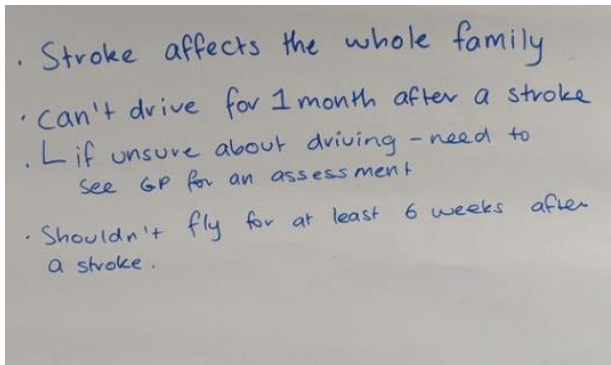 · Stroke affects the whole family
· can't drive for 1 month after a stroke
. L if unsure about driving - need to
see GP for an assessment
· Shouldn't fly for at least 6 weeks after
a stroke.